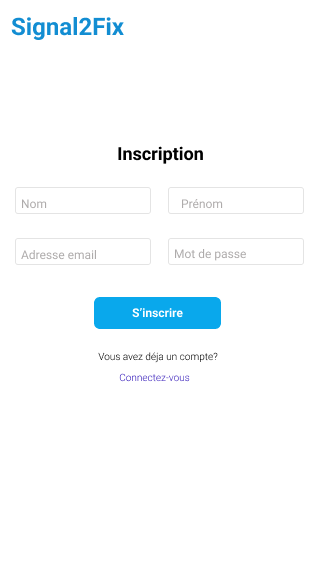 Signal2Fix
Inscription
Nom
Prénom
Adresse email
Mot de passe
S'inscrire
Vous avez déja un compte?
Connectez-vous